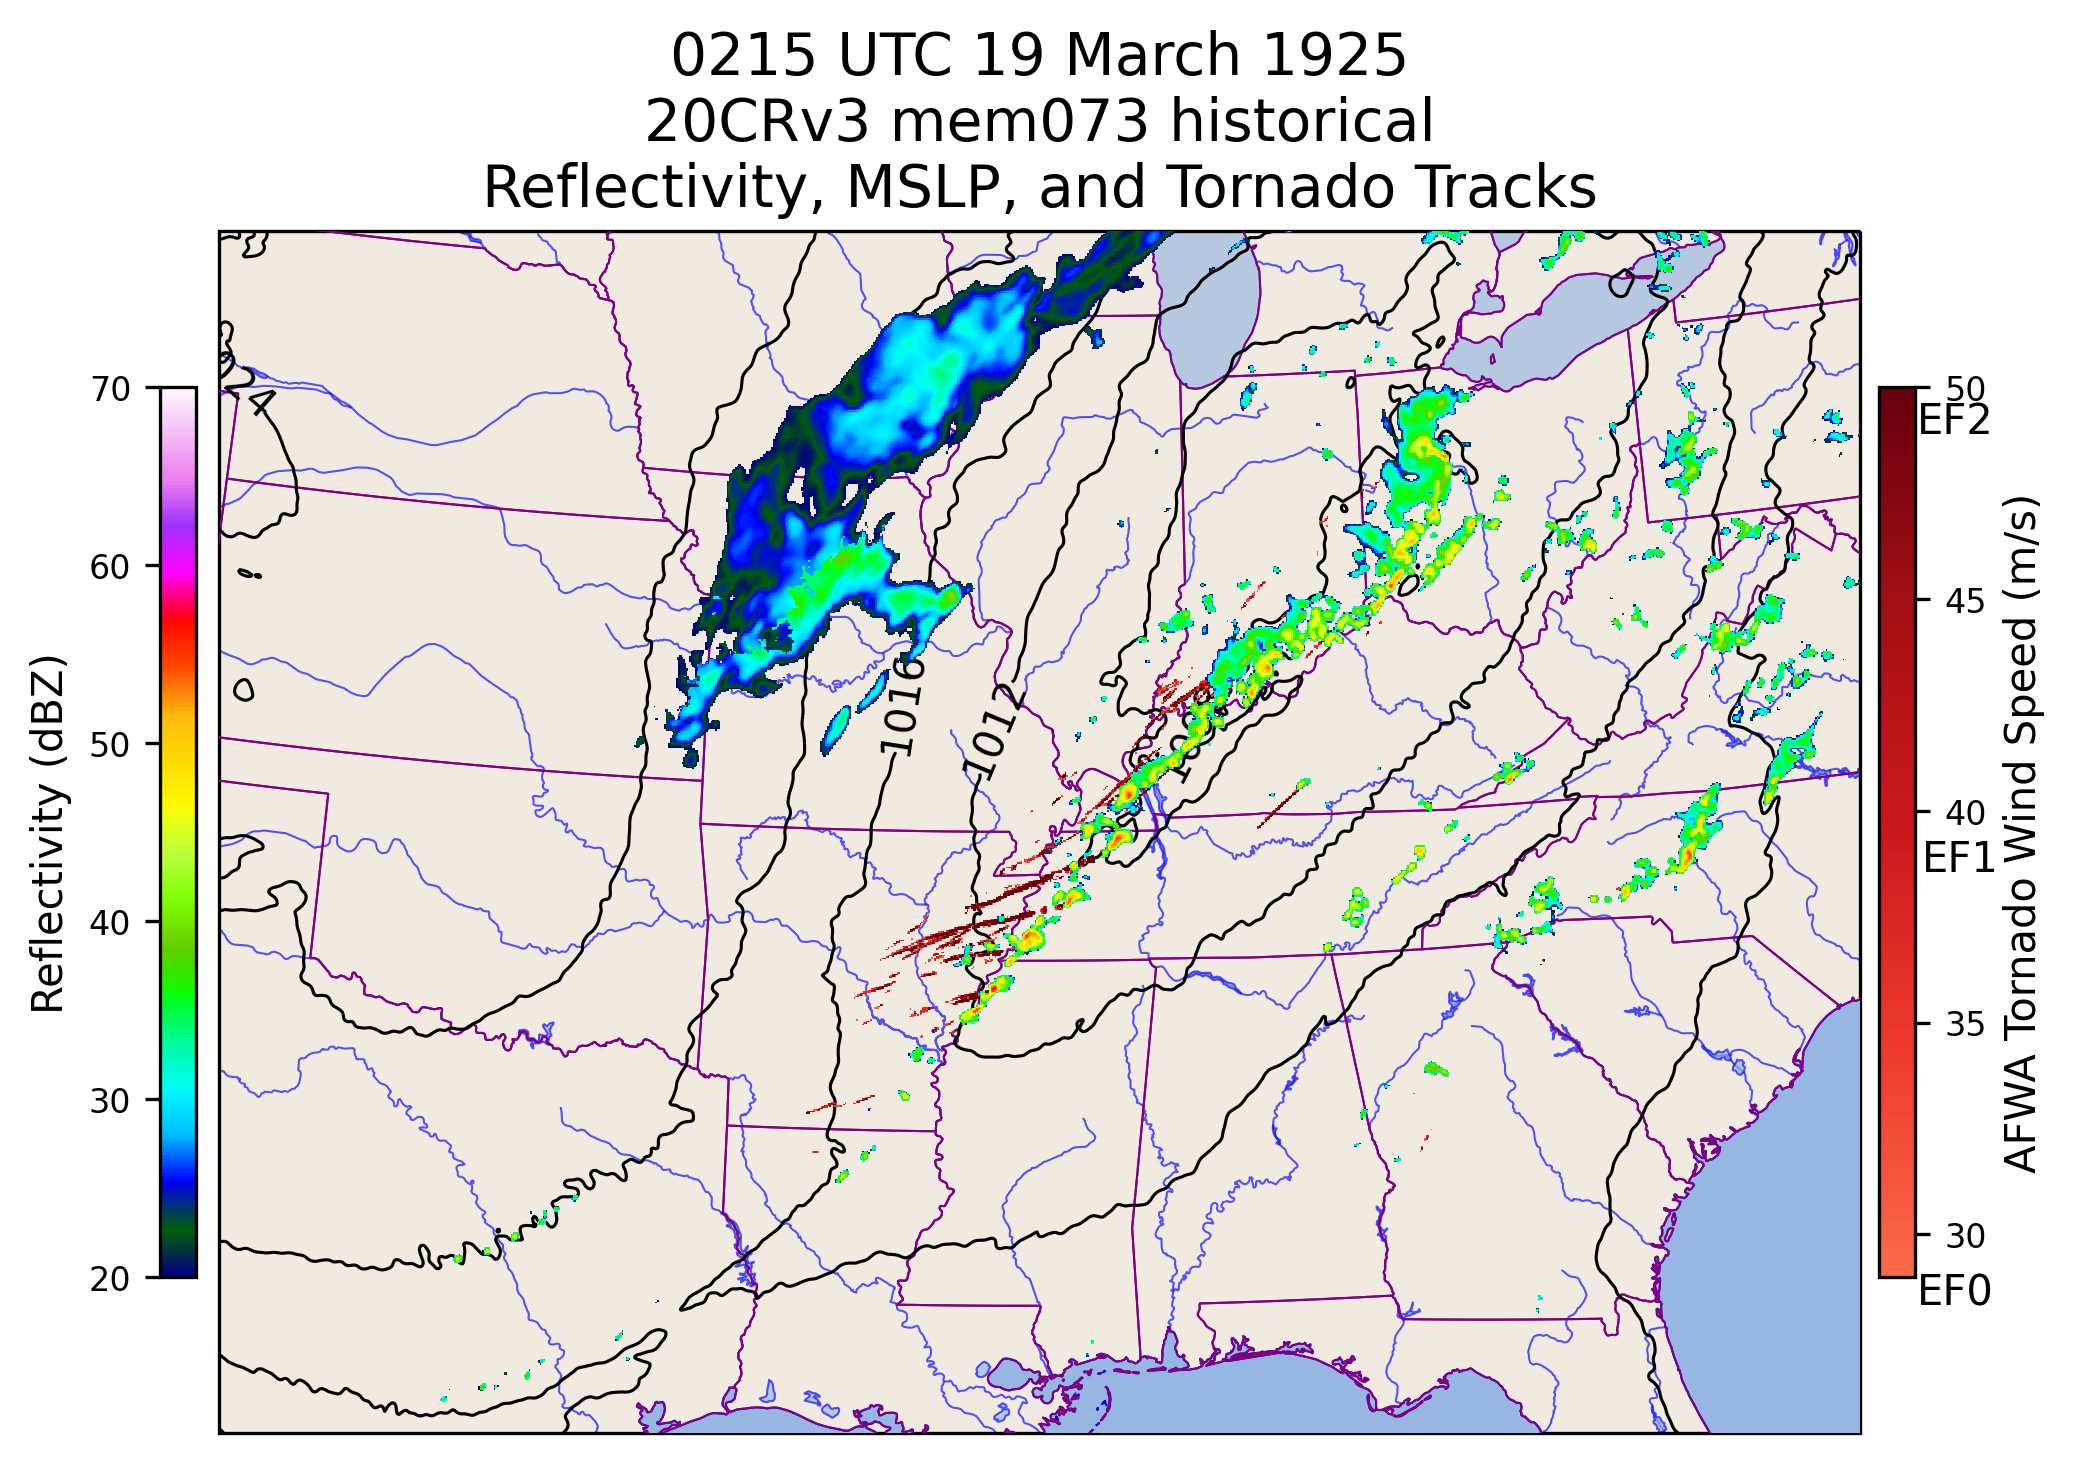 0215 UTC 19 March 1925
20CRv3 mem073 historical
Reflectivity, MSLP, and Tornado Tracks
70
60
50
40
30
20
Reflectivity (dBZ)
1016
1012
50
EF2
45
40
EF1
35
30
EF0
AFWA Tornado Wind Speed (m/s)